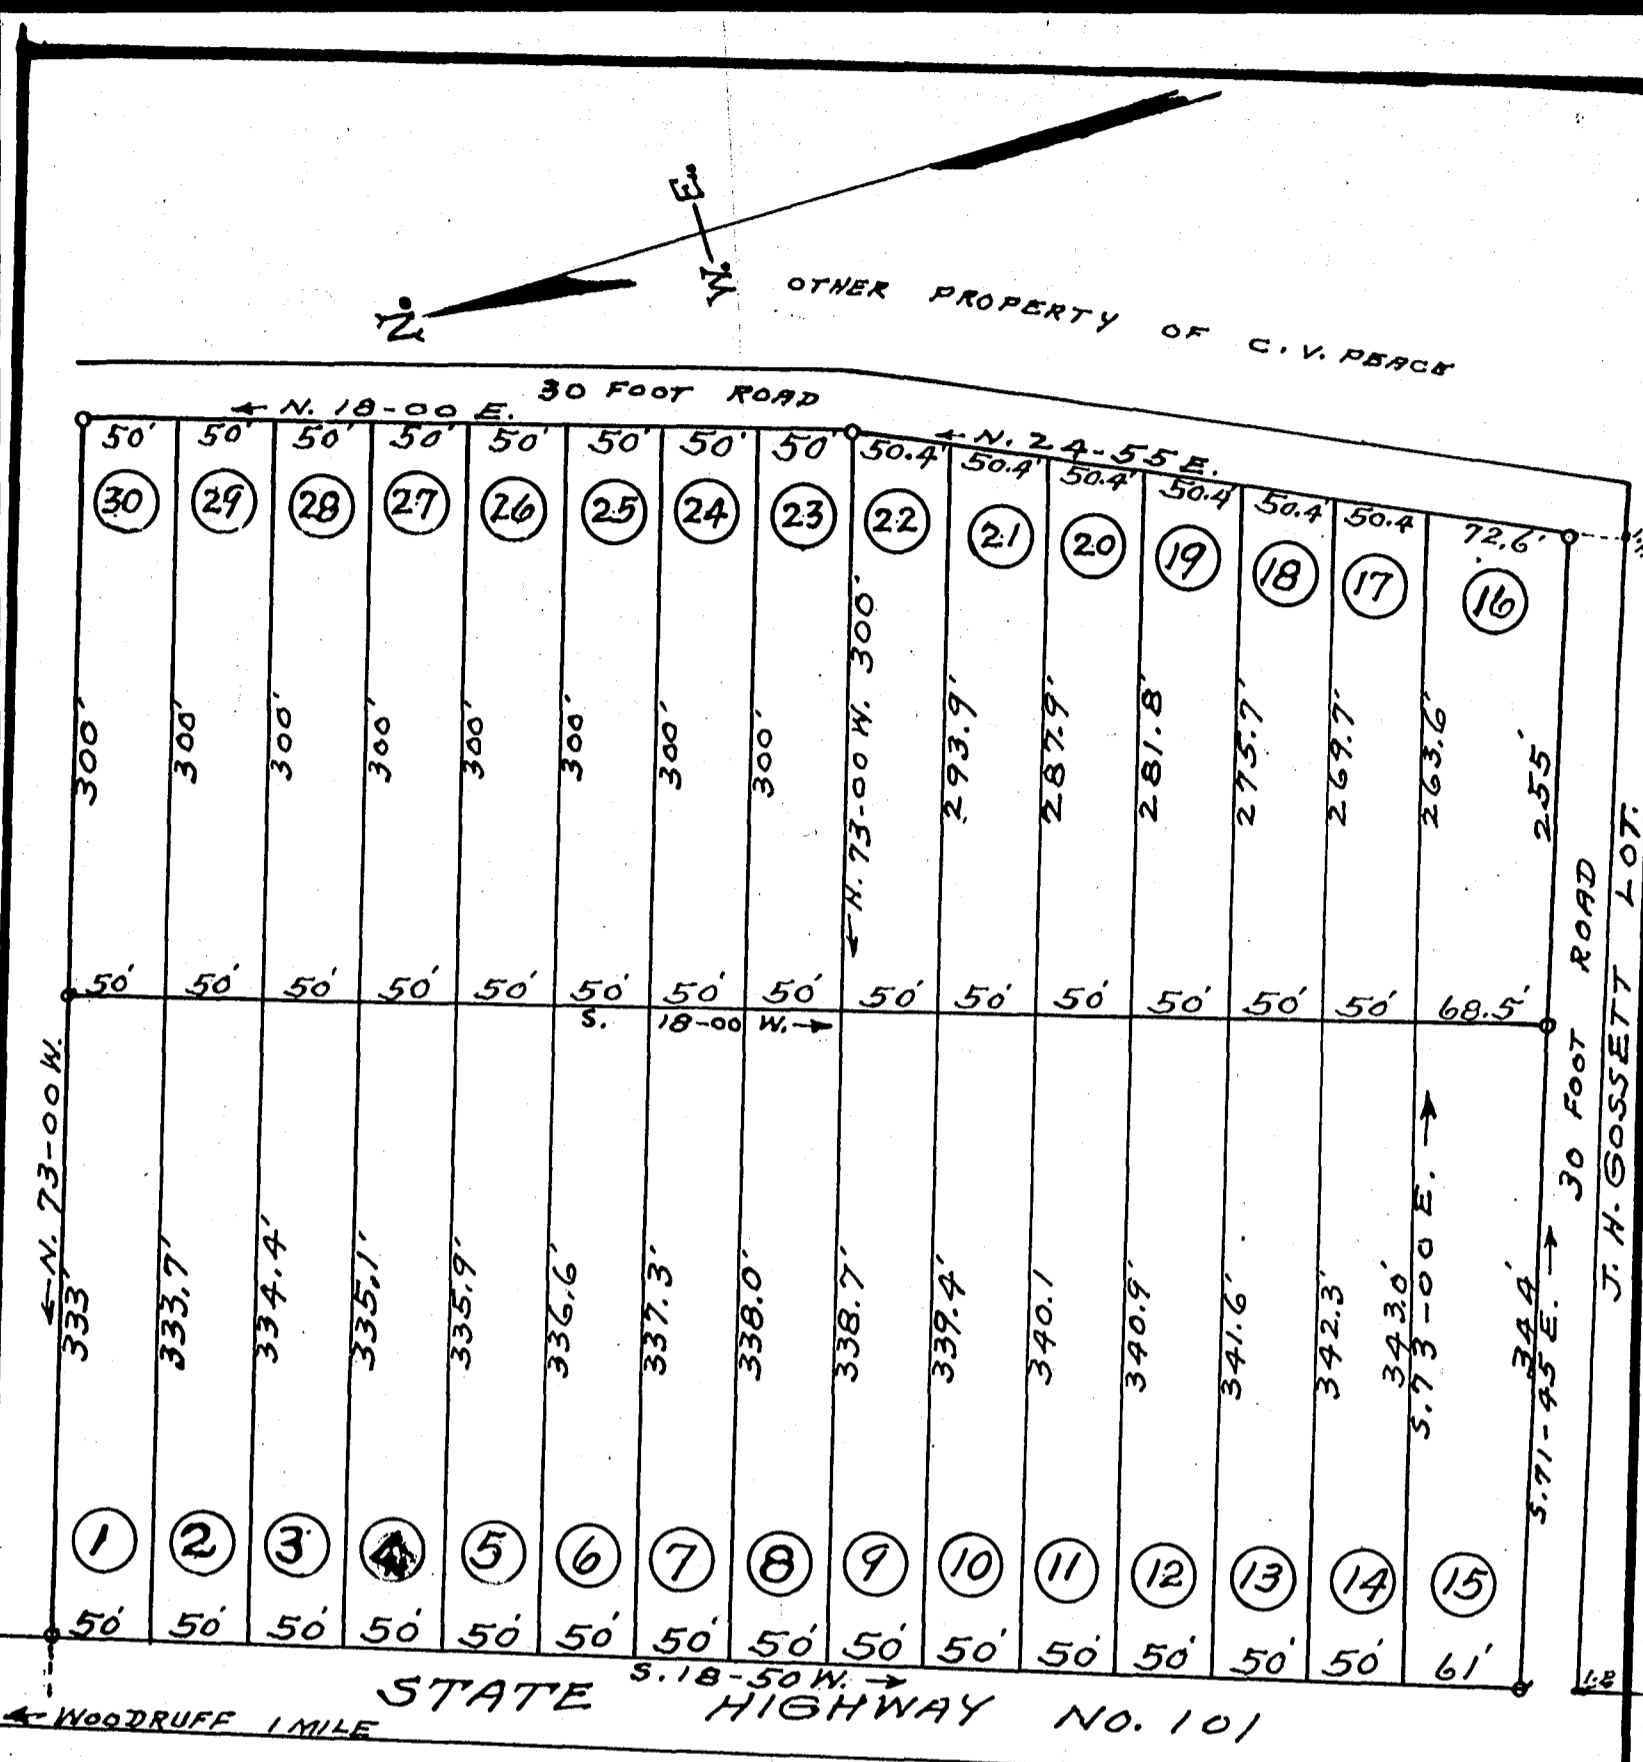 N.
E.
W.
OTHER PROPERTY OF C.V. PEACE
30 FOOT ROAD
← N. 18-00 E.
← N. 24-55 E.
50' 50' 50' 50' 50' 50' 50' 50' 50.4' 50.4' 50.4' 50.4' 50.4' 50.4 72.6'
30 29 28 27 26 25 24 23 22 21 20 19 18 17 16
300' 300' 300' 300' 300' 300' 300' 300'
← N. 73-00 W. 300'
293.9' 287.9' 281.8' 275.7' 269.7' 263.6' 255'
50' 50' 50' 50' 50' 50' 50' 50' 50' 50' 50' 50' 50' 50' 68.5'
S. 18-00 W. →
← N. 73-00 W.
333' 333.7' 334.4' 335.1' 335.9' 336.6' 337.3' 338.0' 338.7' 339.4' 340.1 340.9' 341.6' 342.3' 343.0' 344'
S. 73-00 E. →
S. 71-45 E. →
30 FOOT ROAD
J. H. GOSSETT LOT.
1 2 3 4 5 6 7 8 9 10 11 12 13 14 15
50' 50' 50' 50' 50' 50' 50' 50' 50' 50' 50' 50' 50' 50' 61'
S. 18-50 W. →
STATE HIGHWAY NO. 101
← WOODRUFF 1 MILE